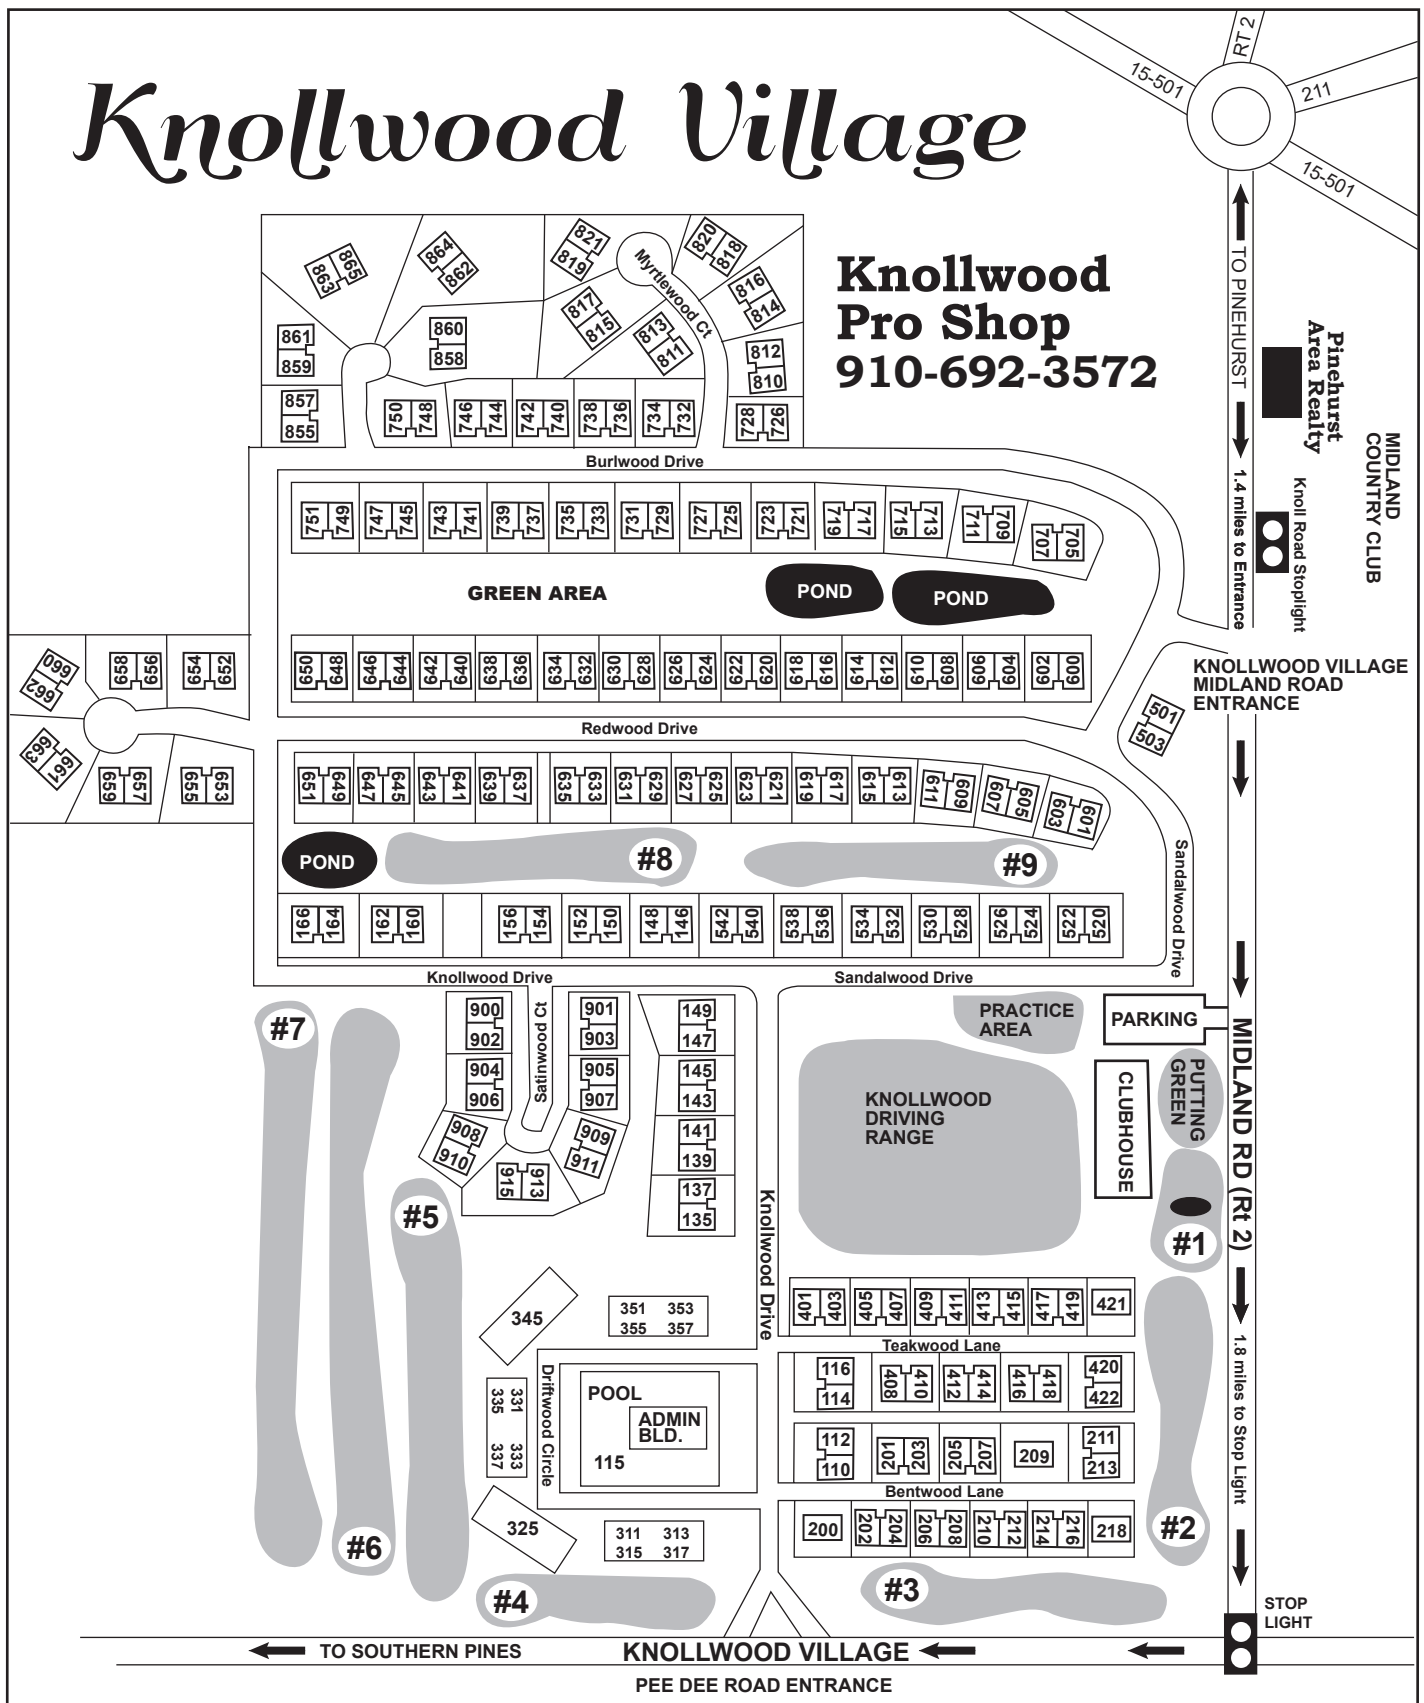 Knollwood Village
RT 2
15-501
211
15-501
TO PINEHURST
Knollwood
Pro Shop
910-692-3572
Pinehurst
Area Realty
MIDLAND
COUNTRY CLUB
Knoll Road Stoplight
1.4 miles to Entrance
863 865
864 862
821 819
820 818
Myrtlewood Ct
816 814
817 815
813 811
861
859
860
858
812
810
857
855
750 748 746 744 742 740 738 736 734 732 728 726
Burlwood Drive
751 749 747 745 743 741 739 737 735 733 731 729 727 725 723 721 719 717 715 713 711 709 707 705
GREEN AREA
POND
POND
660 662 658 656 654 652
650 648 646 644 642 640 638 636 634 632 630 628 626 624 622 620 618 616 614 612 610 608 606 604 602 600
KNOLLWOOD VILLAGE
MIDLAND ROAD
ENTRANCE
501
503
Redwood Drive
663 661 659 657 655 653
651 649 647 645 643 641 639 637 635 633 631 629 627 625 623 621 619 617 615 613 611 609 607 605 603 601
POND
#8
#9
Sandalwood Drive
166 164 162 160 156 154 152 150 148 146 542 540 538 536 534 532 530 528 526 524 522 520
Knollwood Drive
Sandalwood Drive
#7
900
902
904
906
908
910
915 913
Satinwood Ct
901
903
905
907
909
911
149
147
145
143
141
139
137
135
PRACTICE
AREA
PARKING
KNOLLWOOD
DRIVING
RANGE
CLUBHOUSE
PUTTING
GREEN
MIDLAND RD (Rt 2)
#5
#1
Knollwood Drive
345
351 353
355 357
401 403 405 407 409 411 413 415 417 419 421
Teakwood Lane
116
114
408 410 412 414 416 418
420
422
1.8 miles to Stop Light
335 331
337 333
Driftwood Circle
POOL
ADMIN
BLD.
115
112
110
201 203 205 207 209
211
213
Bentwood Lane
200 202 204 206 208 210 212 214 216 218
325
311 313
315 317
#6
#2
#4
#3
STOP
LIGHT
TO SOUTHERN PINES
KNOLLWOOD VILLAGE
PEE DEE ROAD ENTRANCE